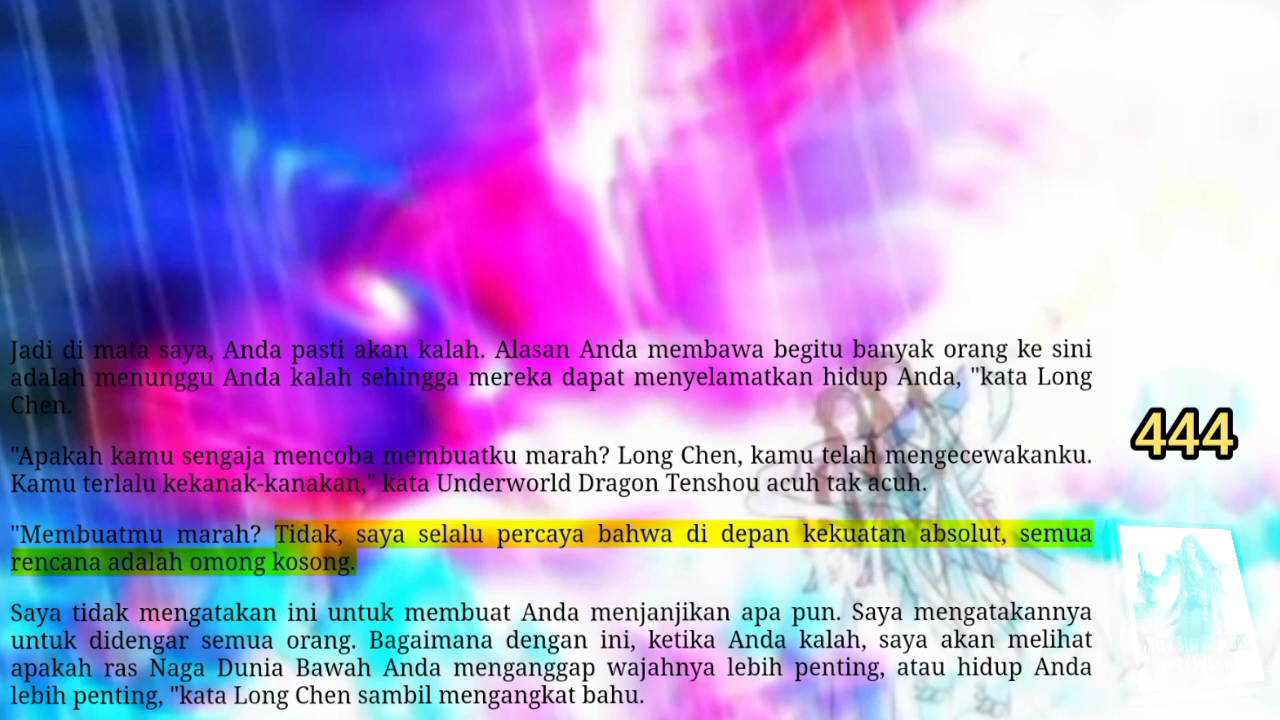 Jadi di mata saya, Anda pasti akan kalah. Alasan Anda membawa begitu banyak orang ke sini
adalah menunggu Anda kalah sehingga mereka dapat menyelamatkan hidup Anda, "kata Long
Chen.
"Apakah kamu sengaja mencoba membuatku marah? Long Chen, kamu telah mengecewakanku.
Kamu terlalu kekanak-kanakan," kata Underworld Dragon Tenshou acuh tak acuh.
"Membuatmu marah? Tidak, saya selalu percaya bahwa di depan kekuatan absolut, semua
rencana adalah omong kosong.
Saya tidak mengatakan ini untuk membuat Anda menjanjikan apa pun. Saya mengatakannya
untuk didengar semua orang. Bagaimana dengan ini, ketika Anda kalah, saya akan melihat
apakah ras Naga Dunia Bawah Anda menganggap wajahnya lebih penting, atau hidup Anda
lebih penting, "kata Long Chen sambil mengangkat bahu.
444